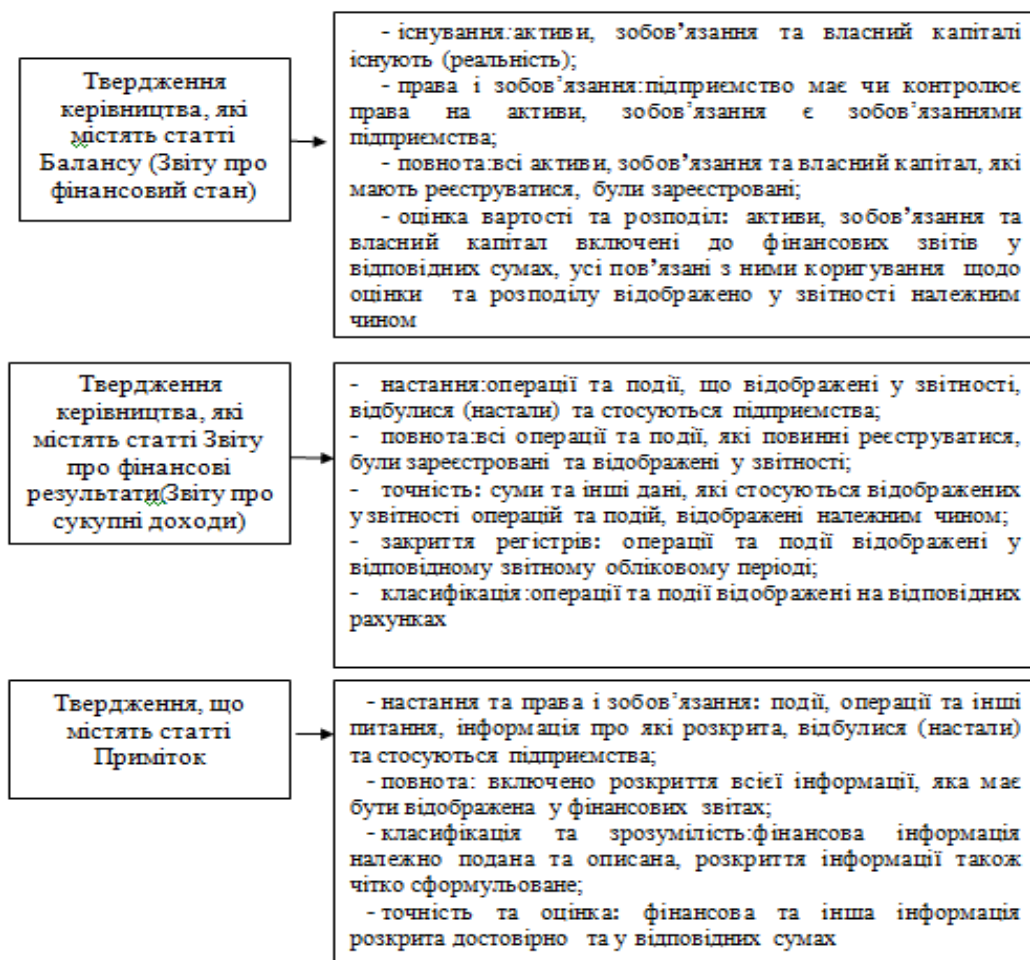 Твердження
керівництва, які
містять статті
Балансу (Звіту про
фінансовий стан)
- існування:активи, зобов’язання та власний капіталі
існують (реальність);
- права і зобов’язання:підприємство має чи контролює
права на активи, зобов’язання є зобов’язаннями
підприємства;
- повнота:всі активи, зобов’язання та власний капітал, які
мають реєструватися, були зареєстровані;
- оцінка вартості та розподіл: активи, зобов’язання та
власний капітал включені до фінансових звітів у
відповідних сумах, усі пов’язані з ними коригування щодо
оцінки та розподілу відображено у звітності належним
чином
Твердження
керівництва, які
містять статті Звіту
про фінансові
результати(Звіту про
сукупні доходи)
- настання:операції та події, що відображені у звітності,
відбулися (настали) та стосуються підприємства;
- повнота:всі операції та події, які повинні реєструватися,
були зареєстровані та відображені у звітності;
- точність: суми та інші дані, які стосуються відображених
у звітності операцій та подій, відображені належним чином;
- закриття регістрів: операції та події відображені у
відповідному звітному обліковому періоді;
- класифікація:операції та події відображені на відповідних
рахунках
Твердження, що
містять статті
Приміток
- настання та права і зобов’язання: події, операції та інші
питання, інформація про які розкрита, відбулися (настали)
та стосуються підприємства;
- повнота: включено розкриття всієї інформації, яка має
бути відображена у фінансових звітах;
- класифікація та зрозумілість:фінансова інформація
належно подана та описана, розкриття інформації також
чітко сформульоване;
- точність та оцінка: фінансова та інша інформація
розкрита достовірно та у відповідних сумах